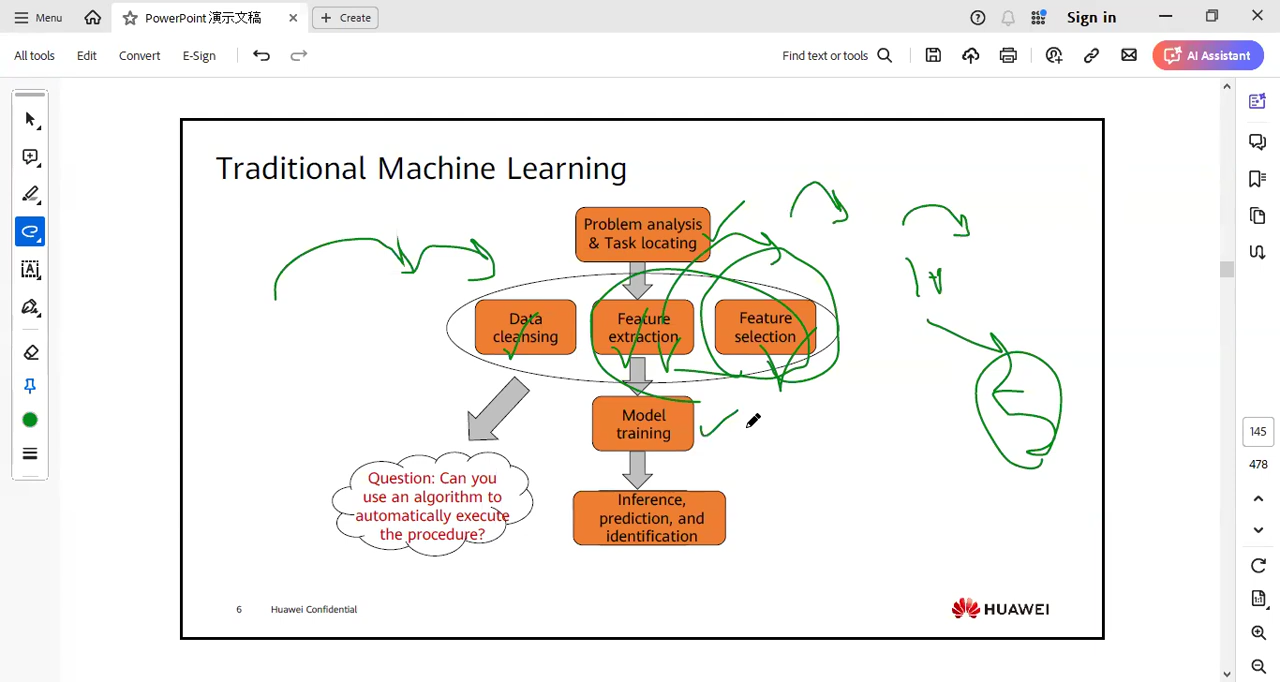 Menu
PowerPoint 演示文稿
Create
Sign in
All tools
Edit
Convert
E-Sign
Find text or tools
AI Assistant
Traditional Machine Learning
Problem analysis
& Task locating
Data
cleansing
Feature
extraction
Feature
selection
Model
training
Question: Can you
use an algorithm to
automatically execute
the procedure?
Inference,
prediction, and
identification
6
Huawei Confidential
HUAWEI
145
478